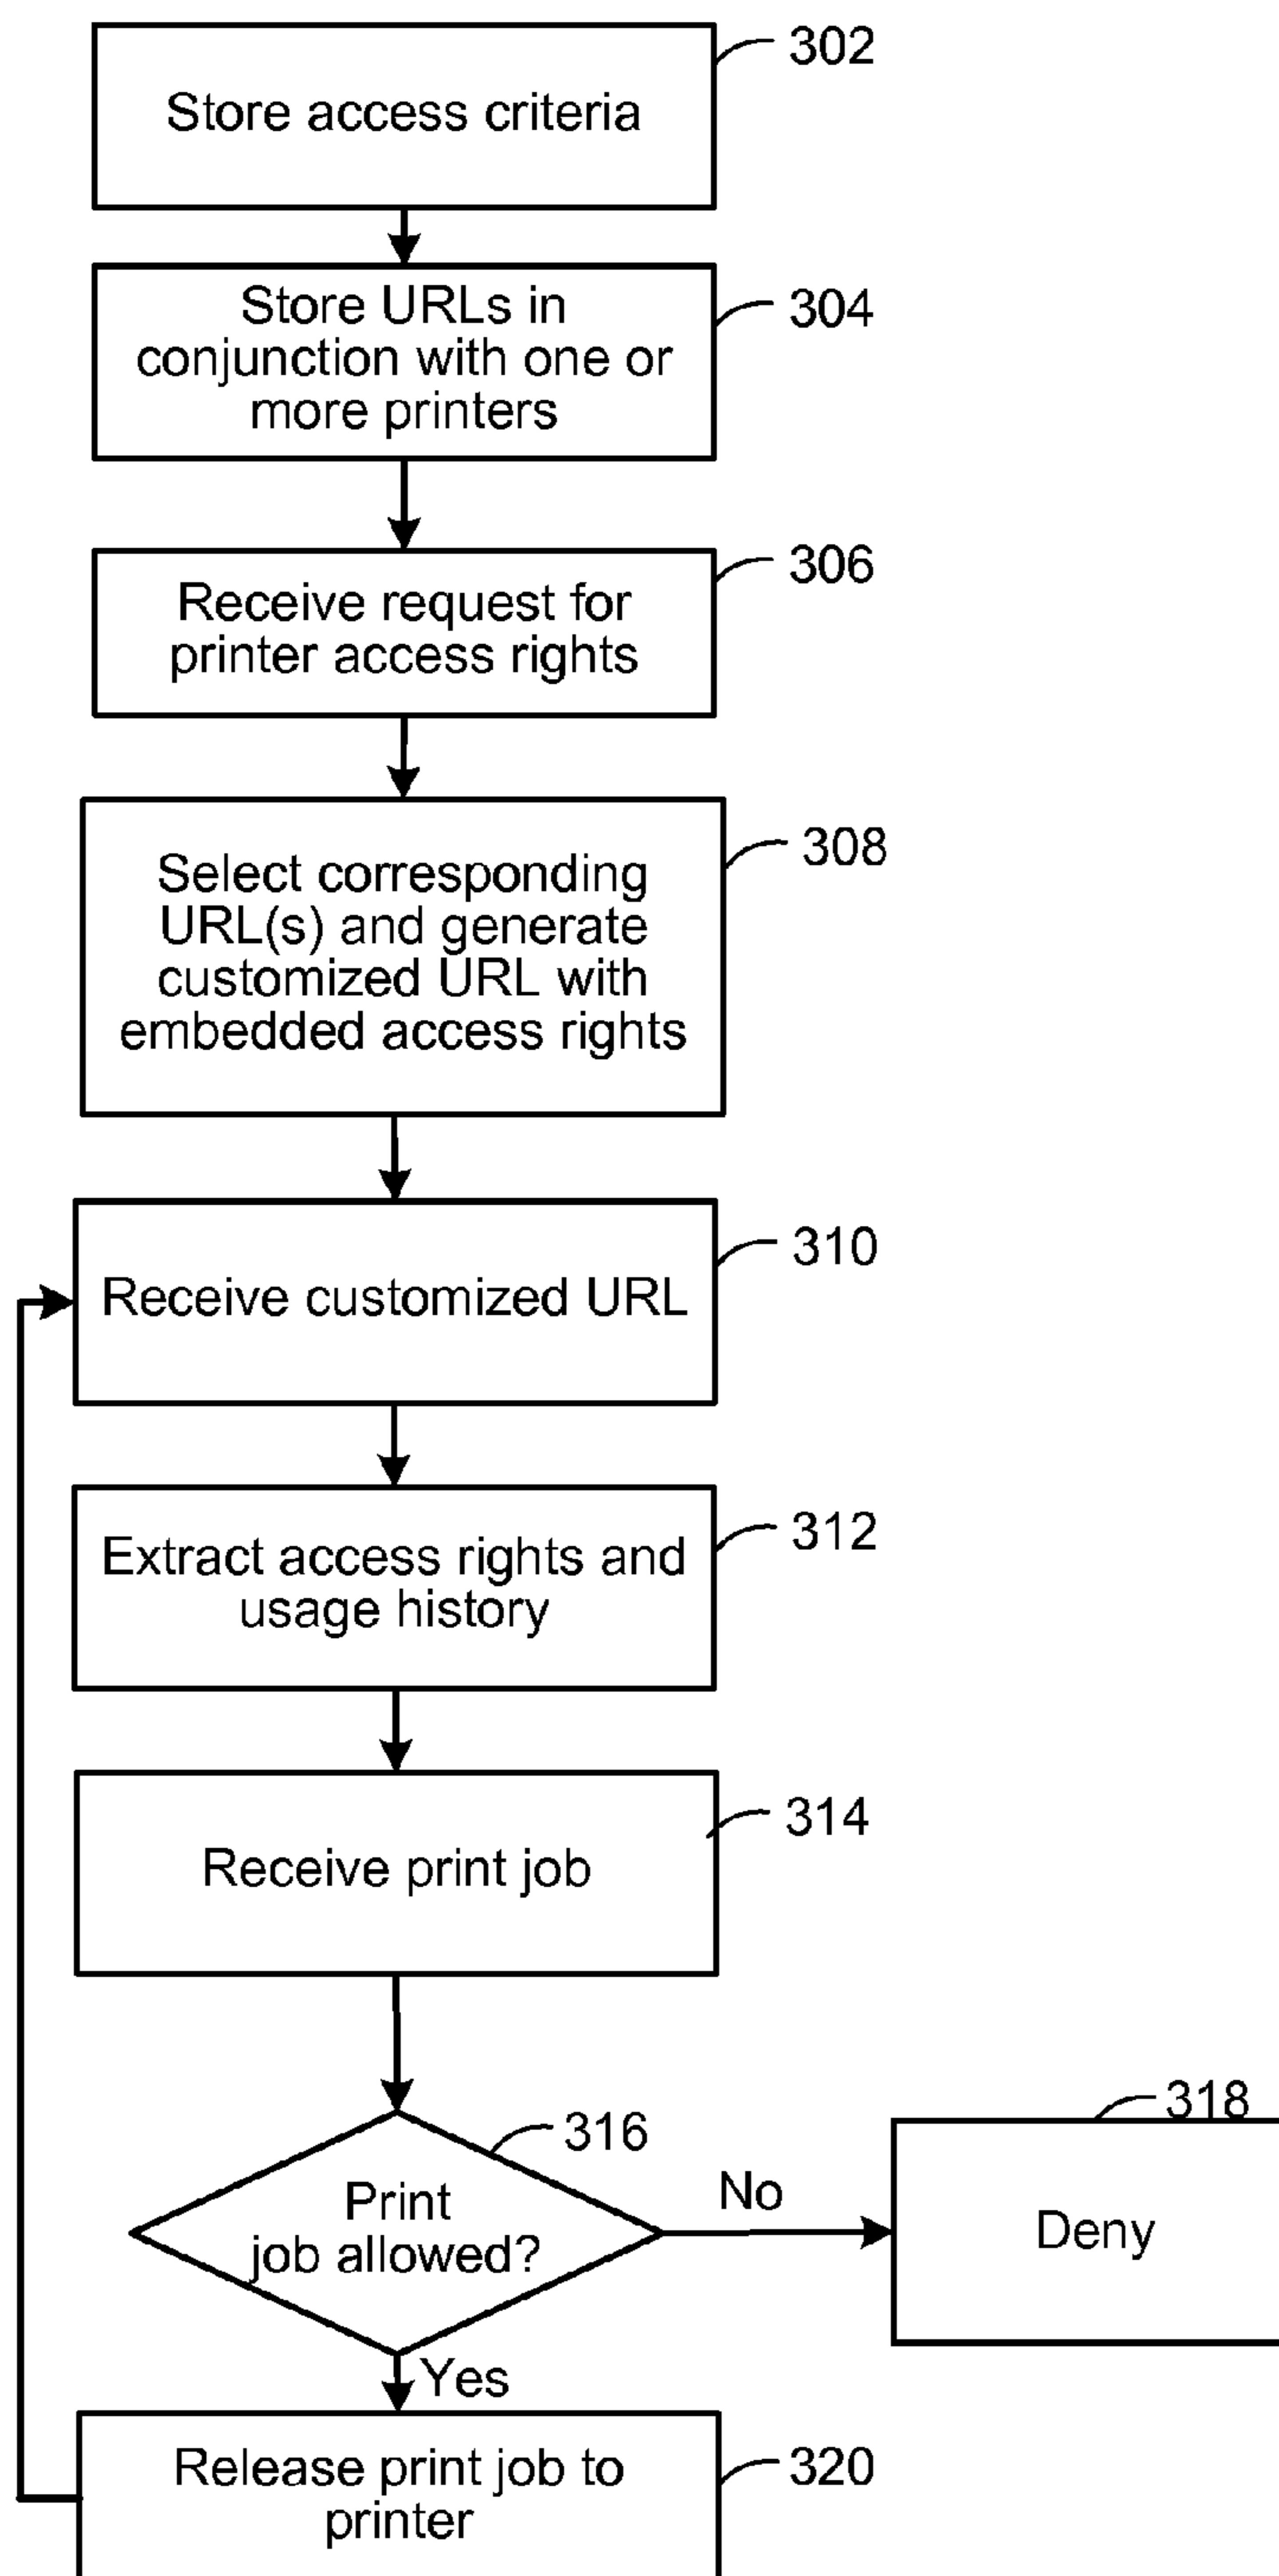 302
Store access criteria
304
Store URLs in
conjunction with one or
more printers
306
Receive request for
printer access rights
308
Select corresponding
URL(s) and generate
customized URL with
embedded access rights
310
Receive customized URL
312
Extract access rights and
usage history
314
Receive print job
318
316
No
Print
job allowed?
Deny
Yes
Release print job to
printer
320